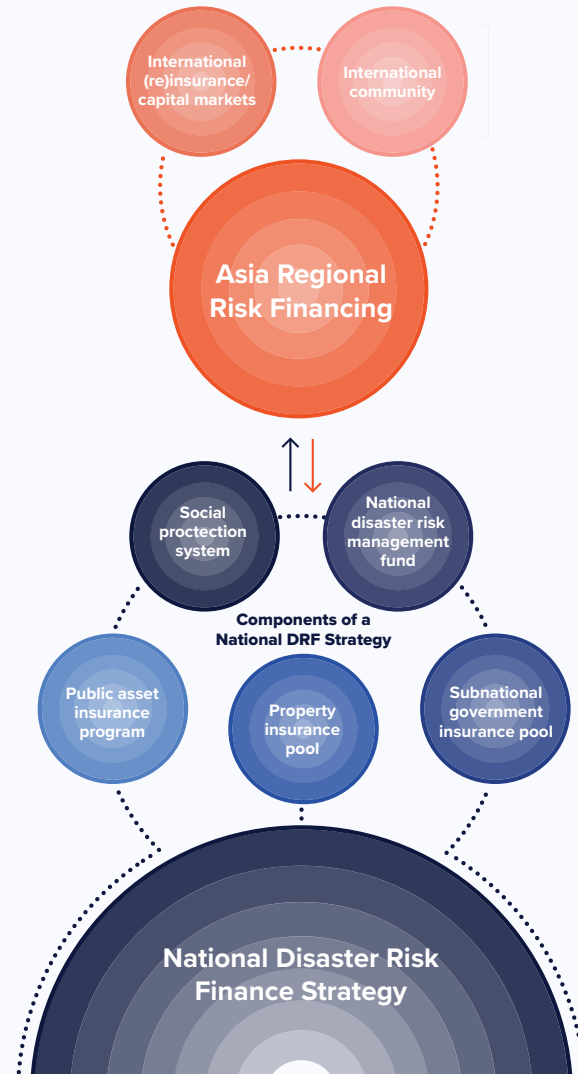 International
(re)insurance/
capital markets
International
community
Asia Regional
Risk Financing
Social
proctection
system
National
disaster risk
management
fund
Components of a
National DRF Strategy
Public asset
insurance
program
Property
insurance
pool
Subnational
government
insurance pool
National Disaster Risk
Finance Strategy